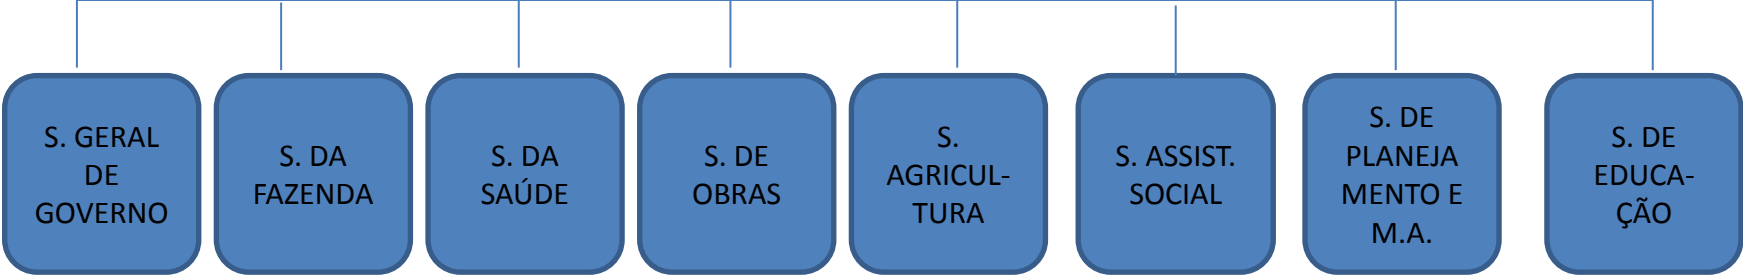 S. GERAL
DE
GOVERNO
S. DA
FAZENDA
S. DA
SAÚDE
S. DE
OBRAS
S.
AGRICUL-
TURA
S. ASSIST.
SOCIAL
S. DE
PLANEJA
MENTO E
M.A.
S. DE
EDUCA-
ÇÃO